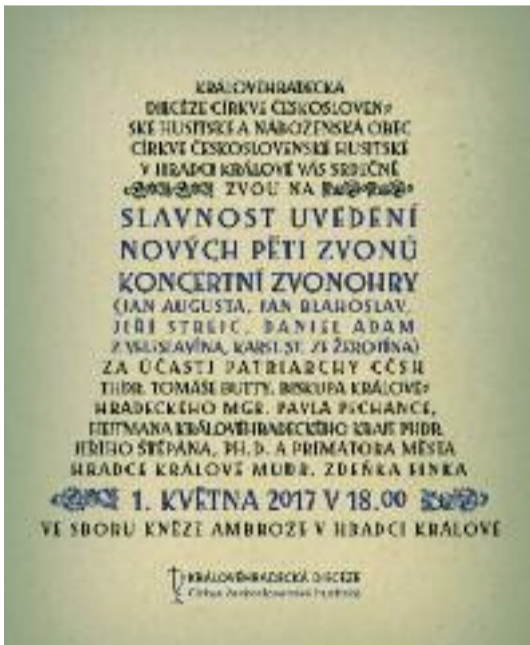 KRÁLOVÉHRADECKÁ
DIECÉZE CÍRKVE ČESKOSLOVEN-
SKÉ HUSITSKÉ A NÁBOŽENSKÁ OBEC
CÍRKVE ČESKOSLOVENSKÉ HUSITSKÉ
V HRADCI KRÁLOVÉ VÁS SRDEČNĚ
ZVOU NA
SLAVNOST UVEDENÍ
NOVÝCH PĚTI ZVONŮ
KONCERTNÍ ZVONOHRY
(JAN AUGUSTA, JAN BLAHOSLAV,
JIŘÍ STREJC, DANIEL ADAM
Z VELESLAVÍNA, KAREL ST. ZE ŽEROTÍNA)
ZA ÚČASTI PATRIARCHY CČSH
THDR. TOMÁŠE BUTTY, BISKUPA KRÁLOVÉ-
HRADECKÉHO MGR. PAVLA PECHANCE,
HEJTMANA KRÁLOVÉHRADECKÉHO KRAJE PHDR.
JIŘÍHO ŠTĚPÁNA, PH.D. A PRIMÁTORA MĚSTA
HRADCE KRÁLOVÉ MUDR. ZDEŇKA FINKA
1. KVĚTNA 2017 V 18.00
VE SBORU KNĚZE AMBROŽE V HRADCI KRÁLOVÉ
KRÁLOVÉHRADECKÁ DIECÉZE
Církve československé husitské